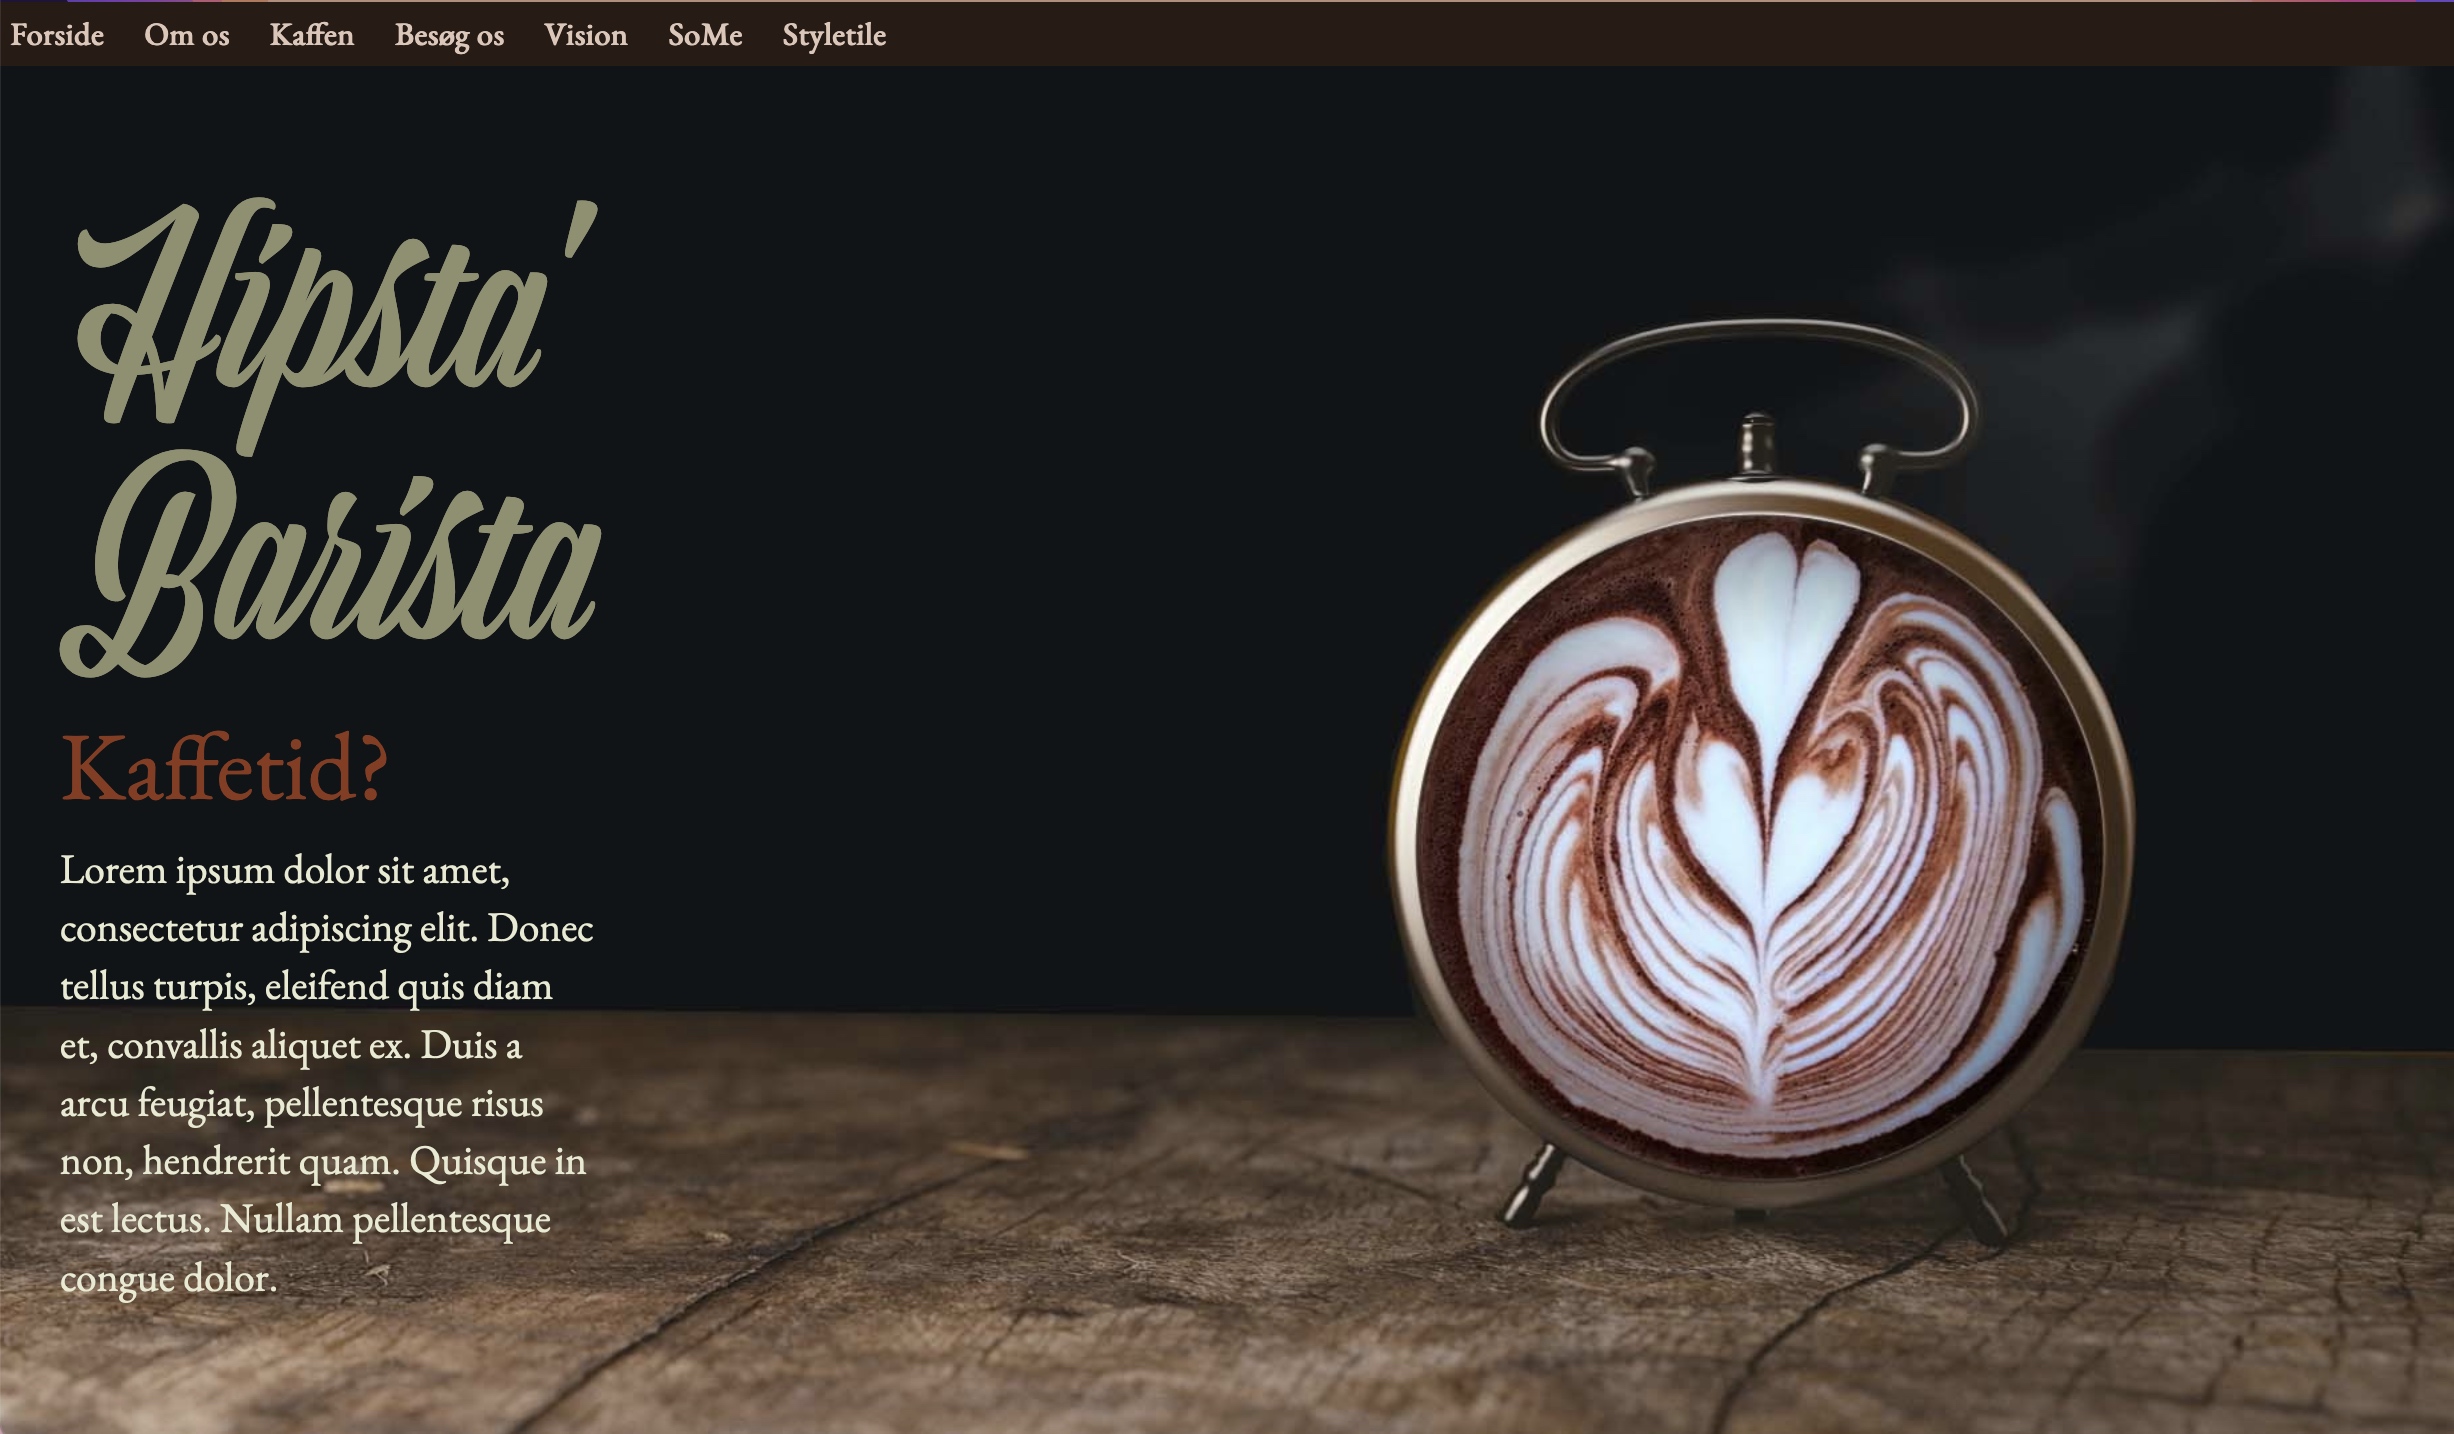 Forside Om os Kaffen Besøg os Vision SoMe Styletile
Hipsta'
Barista
Kaffetid?
Lorem ipsum dolor sit amet,
consectetur adipiscing elit. Donec
tellus turpis, eleifend quis diam
et, convallis aliquet ex. Duis a
arcu feugiat, pellentesque risus
non, hendrerit quam. Quisque in
est lectus. Nullam pellentesque
congue dolor.